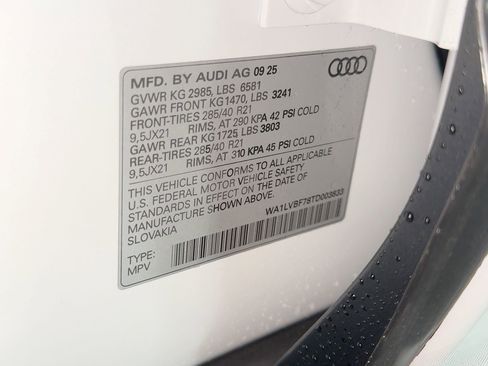 MFD. BY AUDI AG 09 25
GVWR KG 2985, LBS 6581
GAWR FRONT KG1470, LBS 3241
FRONT-TIRES 285/40 R21
9,5JX21 RIMS, AT 290 KPA 42 PSI COLD
GAWR REAR KG 1725, LBS 3803
REAR-TIRES 285/40 R21
9,5JX21 RIMS, AT 310 KPA 45 PSI COLD
THIS VEHICLE CONFORMS TO ALL APPLICABLE
U.S. FEDERAL MOTOR VEHICLE SAFETY
STANDARDS IN EFFECT ON THE DATE OF
MANUFACTURE SHOWN ABOVE.
SLOVAKIA WA1LVBF78TD003833
TYPE:
MPV